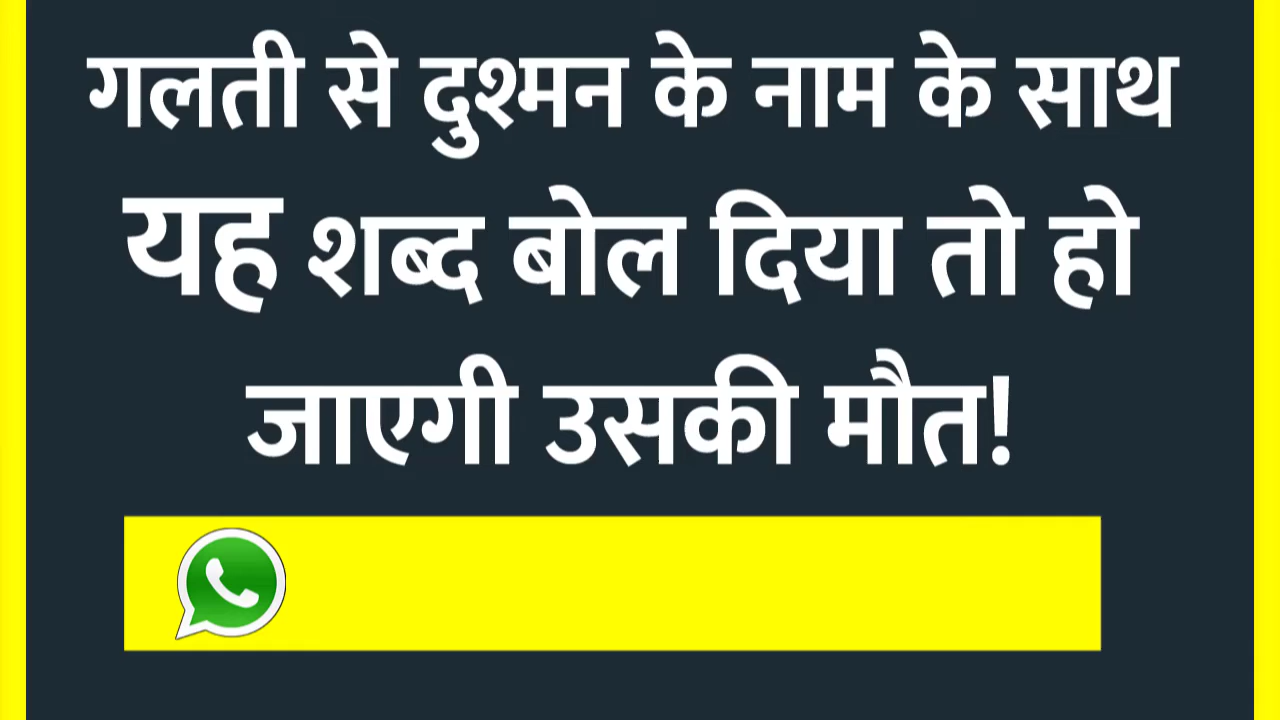 गलती से दुश्मन के नाम के साथ
यह शब्द बोल दिया तो हो
जाएगी उसकी मौत!